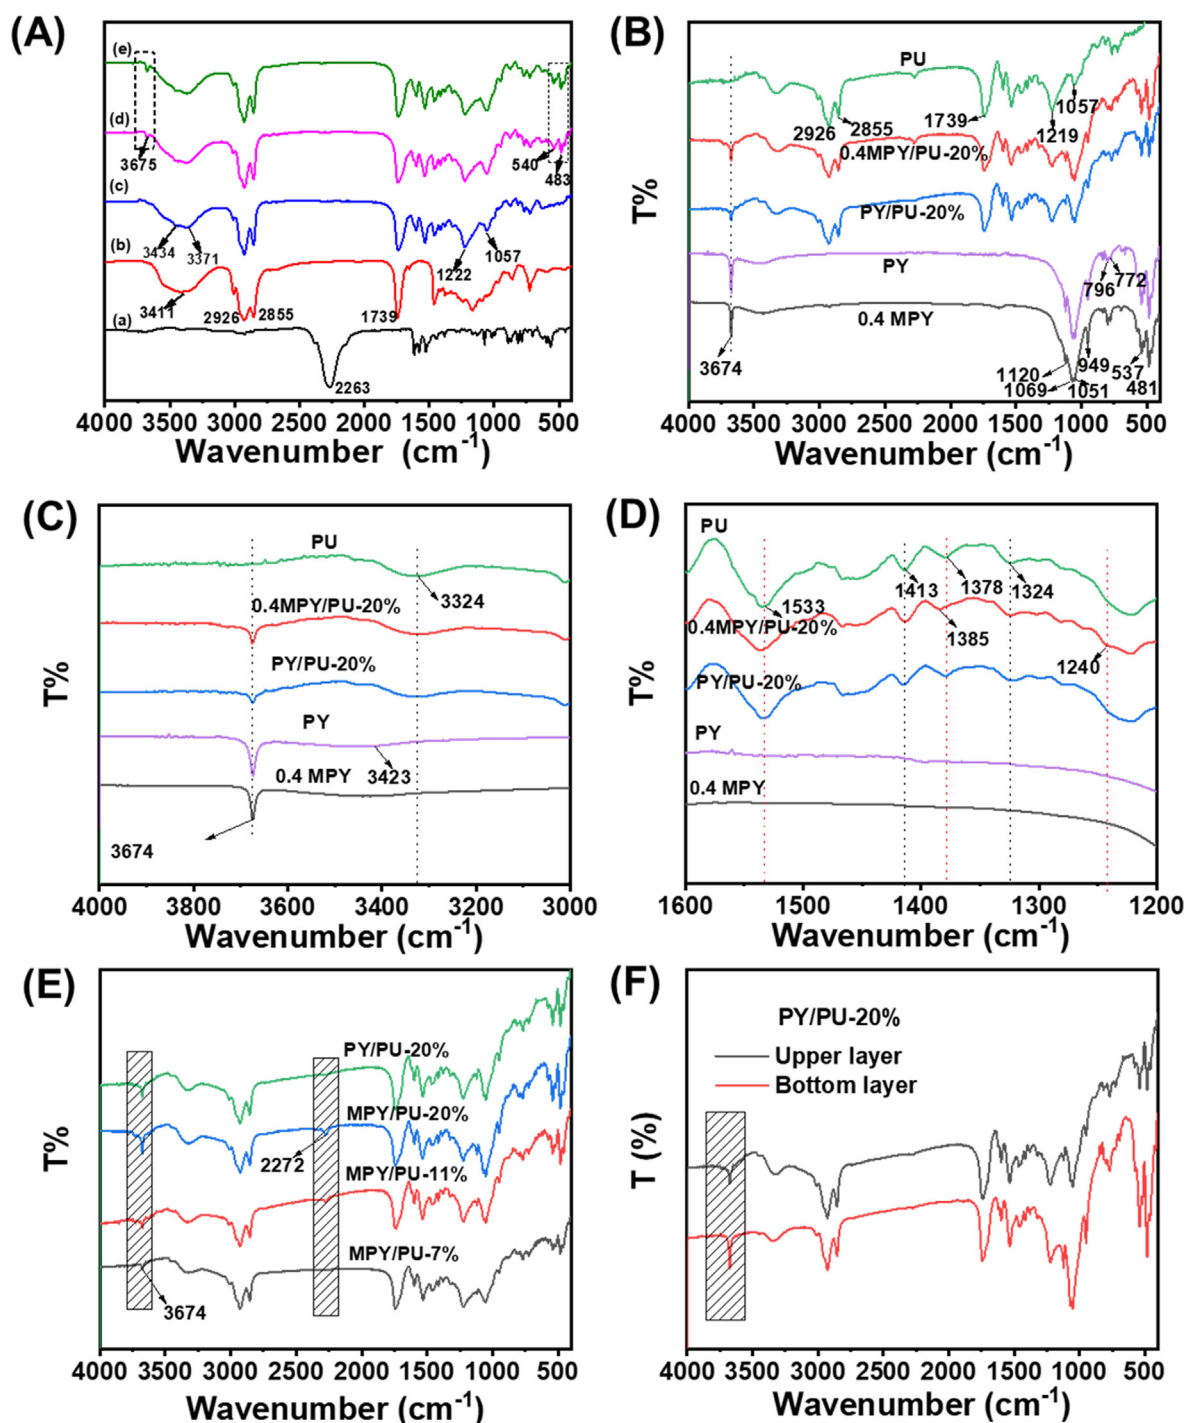 (A)
(e)
(d)
3675
540
483
(c)
3434
3371
1222
1057
(b)
3411
2926
2855
1739
(a)
2263
4000 3500 3000 2500 2000 1500 1000 500
Wavenumber (cm⁻¹)
(B)
T%
PU
2926
2855
1739
1057
1219
0.4MPY/PU-20%
PY/PU-20%
PY
796
772
0.4 MPY
3674
1120
1069
949
1051
537
481
4000 3500 3000 2500 2000 1500 1000 500
Wavenumber (cm⁻¹)
(C)
T%
PU
3324
0.4MPY/PU-20%
PY/PU-20%
PY
3423
0.4 MPY
3674
4000 3800 3600 3400 3200 3000
Wavenumber (cm⁻¹)
(D)
T%
PU
1533
1413
1378
1324
0.4MPY/PU-20%
1385
1240
PY/PU-20%
PY
0.4 MPY
1600 1500 1400 1300 1200
Wavenumber (cm⁻¹)
(E)
T%
PY/PU-20%
MPY/PU-20%
2272
MPY/PU-11%
MPY/PU-7%
3674
4000 3500 3000 2500 2000 1500 1000 500
Wavenumber (cm⁻¹)
(F)
T (%)
PY/PU-20%
Upper layer
Bottom layer
4000 3500 3000 2500 2000 1500 1000 500
Wavenumber (cm⁻¹)